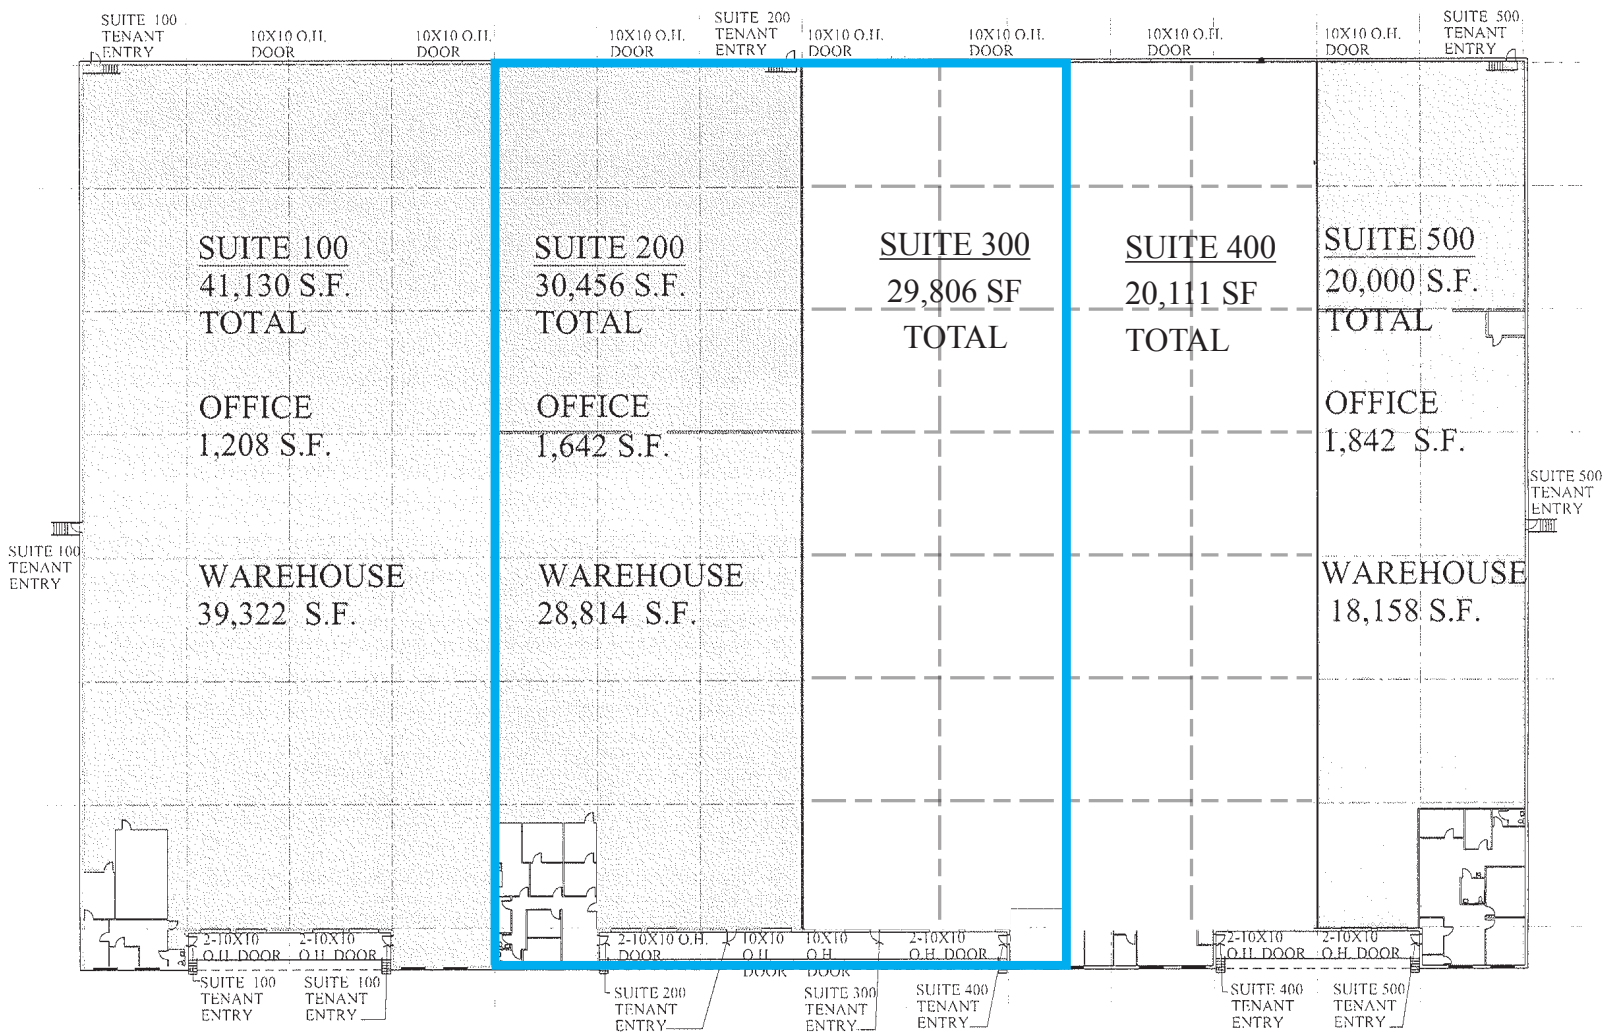 SUITE 100
TENANT
ENTRY
10X10 O.H.
DOOR
10X10 O.H.
DOOR
10X10 O.H.
DOOR
SUITE 200
TENANT
ENTRY
10X10 O.H.
DOOR
10X10 O.H.
DOOR
10X10 O.H.
DOOR
10X10 O.H.
DOOR
SUITE 500
TENANT
ENTRY
SUITE 100
41,130 S.F.
TOTAL
OFFICE
1,208 S.F.
WAREHOUSE
39,322 S.F.
SUITE 200
30,456 S.F.
TOTAL
OFFICE
1,642 S.F.
WAREHOUSE
28,814 S.F.
SUITE 300
29,806 SF
TOTAL
SUITE 400
20,111 SF
TOTAL
SUITE 500
20,000 S.F.
TOTAL
OFFICE
1,842 S.F.
WAREHOUSE
18,158 S.F.
SUITE 100
TENANT
ENTRY
SUITE 500
TENANT
ENTRY
2-10X10
O.H. DOOR
2-10X10
O.H. DOOR
2-10X10 O.H.
DOOR
10X10
O.H.
DOOR
10X10
O.H.
DOOR
2-10X10
O.H. DOOR
2-10X10
O.H. DOOR
2-10X10
O.H. DOOR
SUITE 100
TENANT
ENTRY
SUITE 100
TENANT
ENTRY
SUITE 200
TENANT
ENTRY
SUITE 300
TENANT
ENTRY
SUITE 400
TENANT
ENTRY
SUITE 400
TENANT
ENTRY
SUITE 500
TENANT
ENTRY